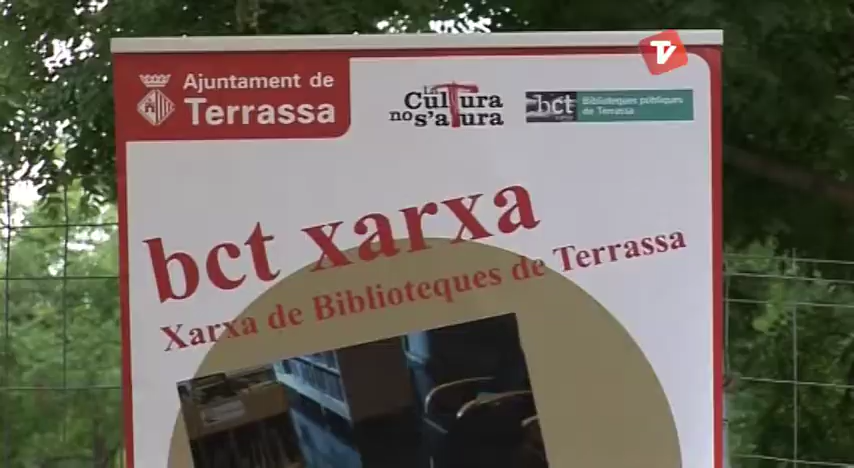 Ajuntament de
Terrassa
La
Cultura
no s'atura
bct
Biblioteques públiques
de Terrassa
TV
bct xarxa
Xarxa de Biblioteques de Terrassa